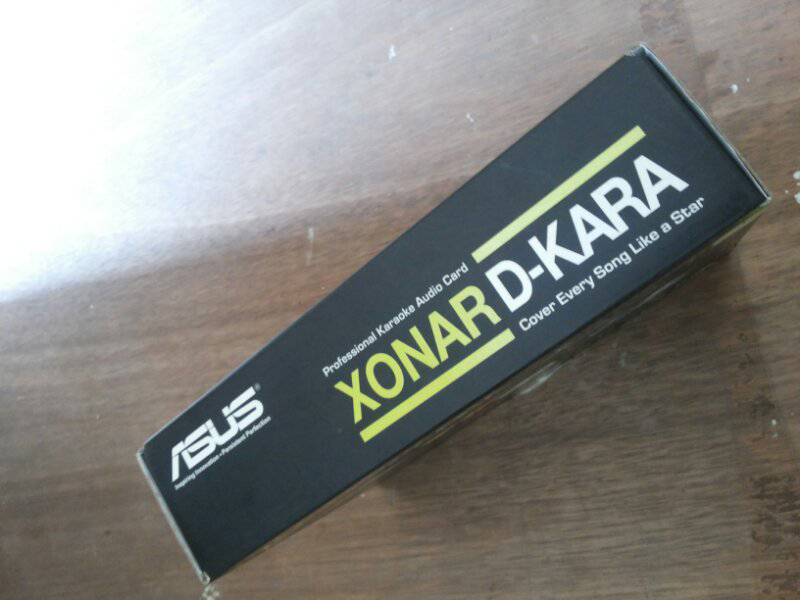 ASUS®
Inspiring Innovation • Persistent Perfection
Professional Karaoke Audio Card
XONAR D-KARA
Cover Every Song Like a Star